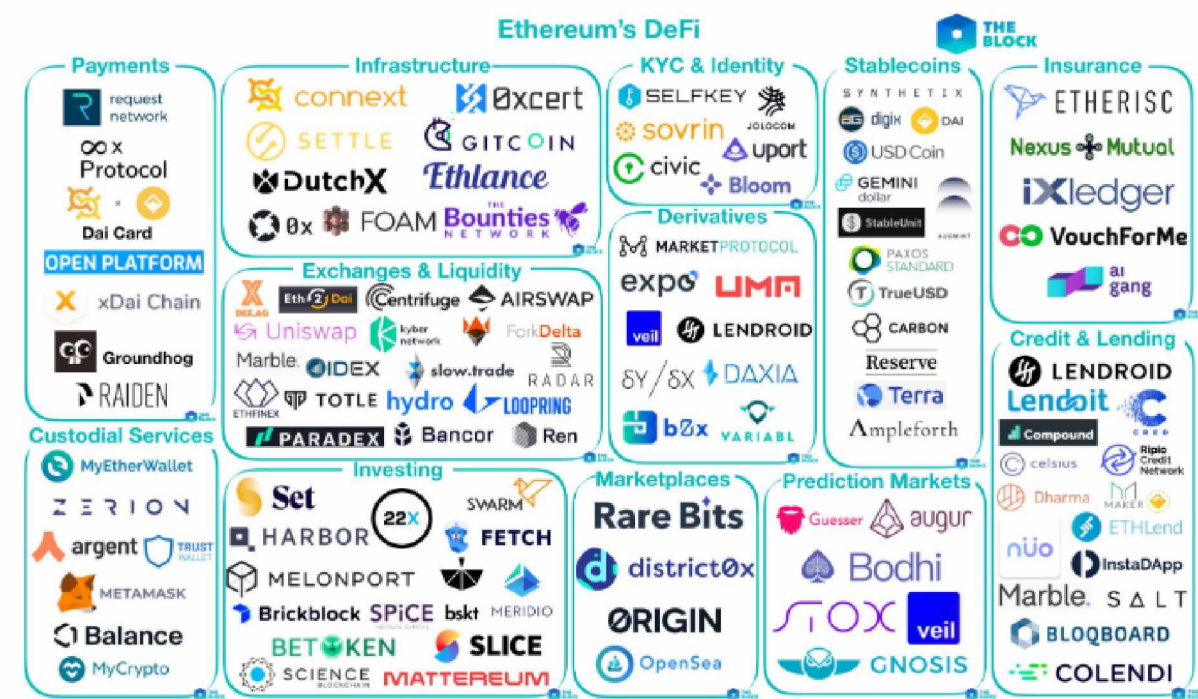 Ethereum's DeFi
THE
BLOCK
Payments
request
network
x
Protocol
Dai Card
OPEN PLATFORM
xDai Chain
Groundhog
RAIDEN
Infrastructure
connext
0xcert
SETTLE
GITCOIN
DutchX
Ethlance
0x
FOAM
THE
Bounties
NETWORK
KYC & Identity
SELFKEY
JOLOCOM
sovrin
civic
uport
Bloom
Stablecoins
SYNTHETIX
digix
DAI
USD Coin
GEMINI
dollar
AUGMINT
StableUnit
PAXOS
STANDARD
TrueUSD
CARBON
Reserve
Terra
Ampleforth
Insurance
ETHERISC
Nexus Mutual
iXledger
VouchForMe
ai
gang
Exchanges & Liquidity
DEX.AG
Eth2Dai
Centrifuge
AIRSWAP
Uniswap
kyber
network
ForkDelta
Marble.
IDEX
slow.trade
RADAR
ETHFINEX
TOTLE
hydro
LOOPRING
PARADEX
Bancor
Ren
Derivatives
MARKETPROTOCOL
expo
UMA
veil
LENDROID
δY/δX
DAXIA
b0x
VARIABL
Credit & Lending
LENDROID
Lendoit
CRED
Compound
celsius
Ripio
Credit
Network
Dharma
MAKER
ETHLend
nüo
InstaDApp
Marble.
SALT
BLOQBOARD
COLENDI
Custodial Services
MyEtherWallet
ZERION
argent
TRUST
WALLET
METAMASK
Balance
MyCrypto
Investing
Set
22X
SWARM
HARBOR
FETCH
MELONPORT
Brickblock
SPiCE
bskt
MERIDIO
BETOKEN
SLICE
SCIENCE
BLOCKCHAIN
MATTEREUM
Marketplaces
Rare Bits
district0x
0RIGIN
OpenSea
Prediction Markets
Guesser
augur
Bodhi
STOX
veil
GNOSIS